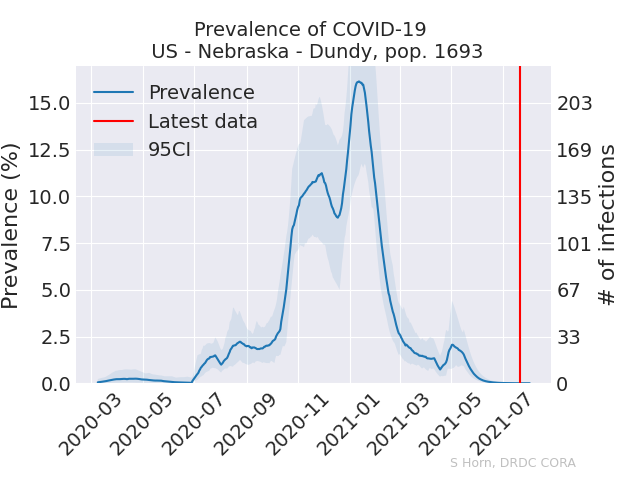 Prevalence of COVID-19
US - Nebraska - Dundy, pop. 1693
Prevalence
Latest data
95CI
Prevalence (%)
15.0
12.5
10.0
7.5
5.0
2.5
0.0
203
169
135
101
67
33
0
# of infections
2020-03
2020-05
2020-07
2020-09
2020-11
2021-01
2021-03
2021-05
2021-07
S Horn, DRDC CORA